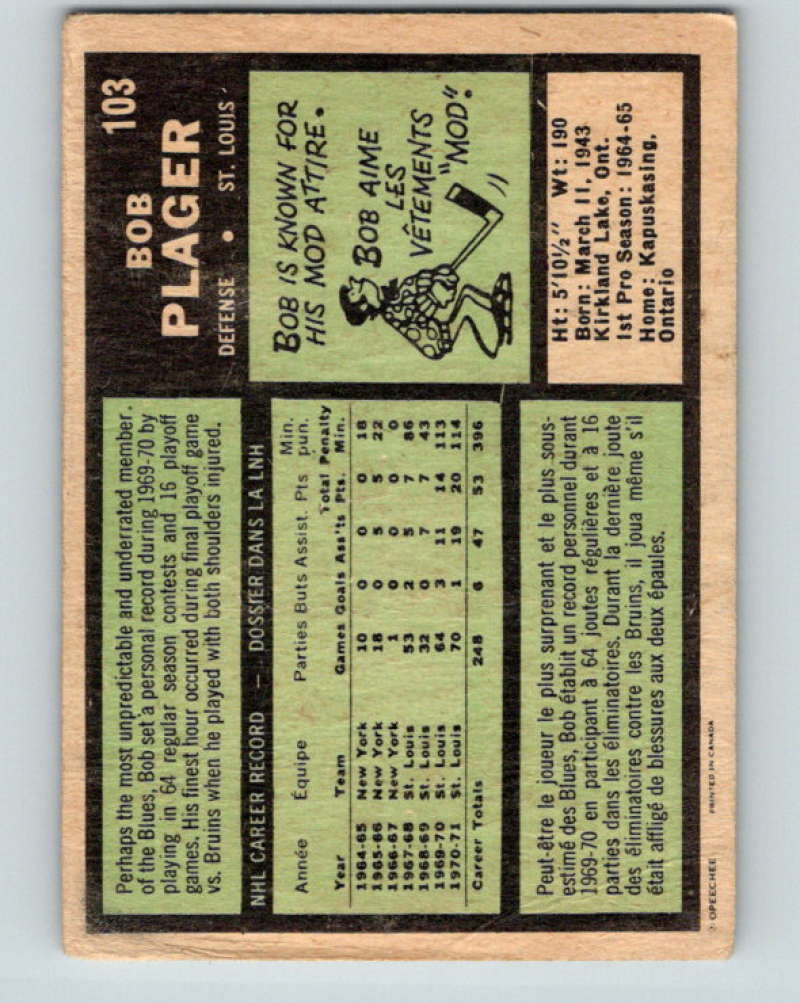 103
BOB
PLAGER
DEFENSE • ST. LOUIS
Perhaps the most unpredictable and underrated member
of the Blues, Bob set a personal record during 1969-70 by
playing in 64 regular season contests and 16 playoff
games. His finest hour occurred during final playoff game
vs. Bruins when he played with both shoulders injured.
BOB IS KNOWN FOR
HIS MOD ATTIRE.
BOB AIME
LES
VÊTEMENTS
"MOD".
NHL CAREER RECORD — DOSSIER DANS LA LNH
Année Équipe Parties Buts Assist. Pts Min. pun.
Year Team Games Goals Ass'ts Total Pts. Penalty Min.
1964-65 New York 10 0 0 0 18
1965-66 New York 18 0 5 5 22
1966-67 New York 1 0 0 0 0
1967-68 St. Louis 53 2 5 7 86
1968-69 St. Louis 32 0 7 7 43
1969-70 St. Louis 64 3 11 14 113
1970-71 St. Louis 70 1 19 20 114
Career Totals 248 6 47 53 396
Ht: 5'10½" Wt: 190
Born: March 11, 1943
Kirkland Lake, Ont.
1st Pro Season: 1964-65
Home: Kapuskasing,
Ontario
Peut-être le joueur le plus surprenant et le plus sous-
estimé des Blues, Bob établit un record personnel durant
1969-70 en participant à 64 joutes régulières et à 16
parties dans les éliminatoires. Durant la dernière joute
des éliminatoires contre les Bruins, il joua même s'il
était affligé de blessures aux deux épaules.
© OPEECHEE PRINTED IN CANADA